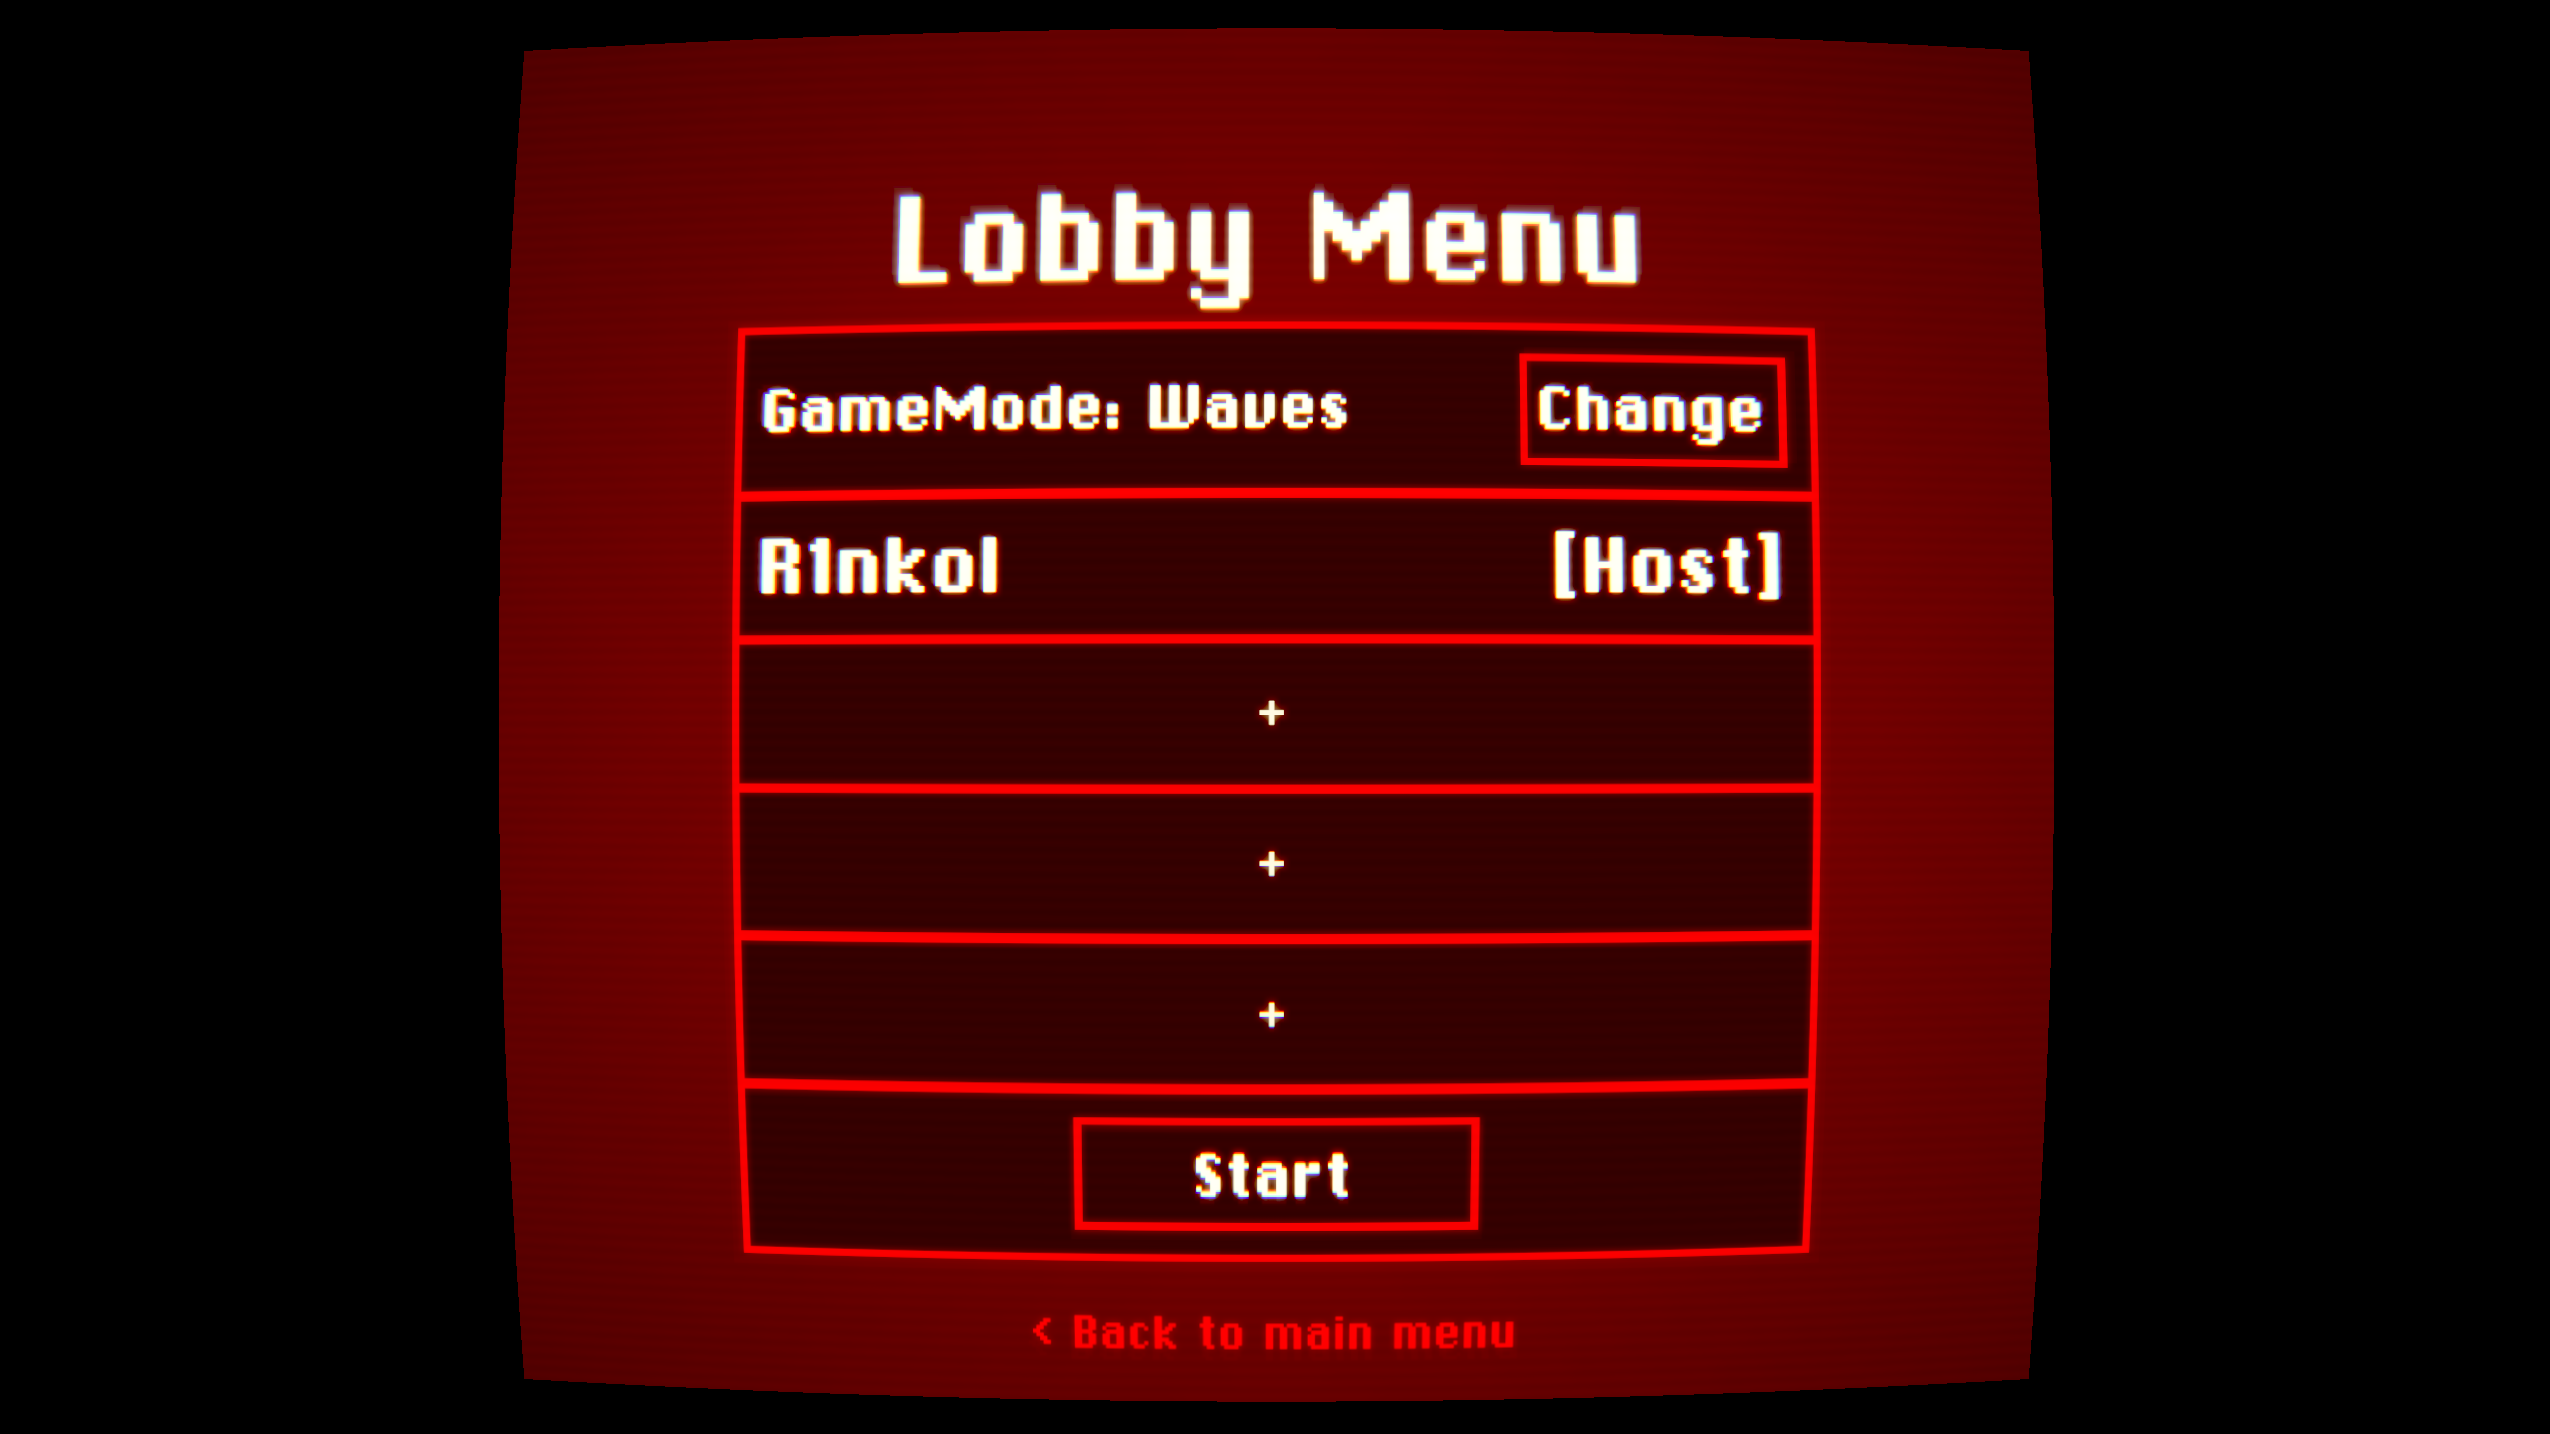 Lobby Menu
GameMode: Waves Change
R1nkol [Host]
+
+
+
Start
< Back to main menu